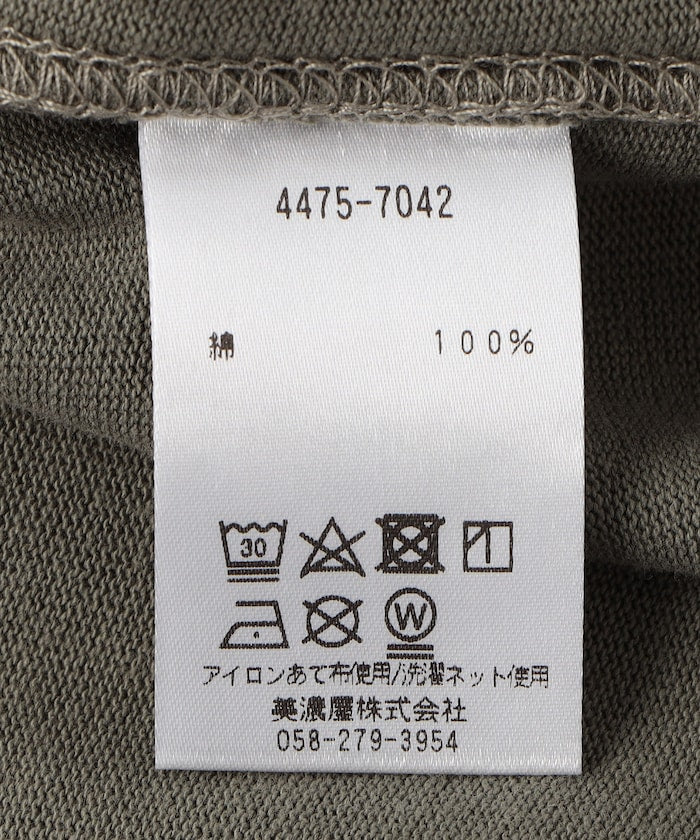 4475-7042
綿 100%
30
W
アイロンあて布使用/洗濯ネット使用
美濃屋株式会社
058-279-3954